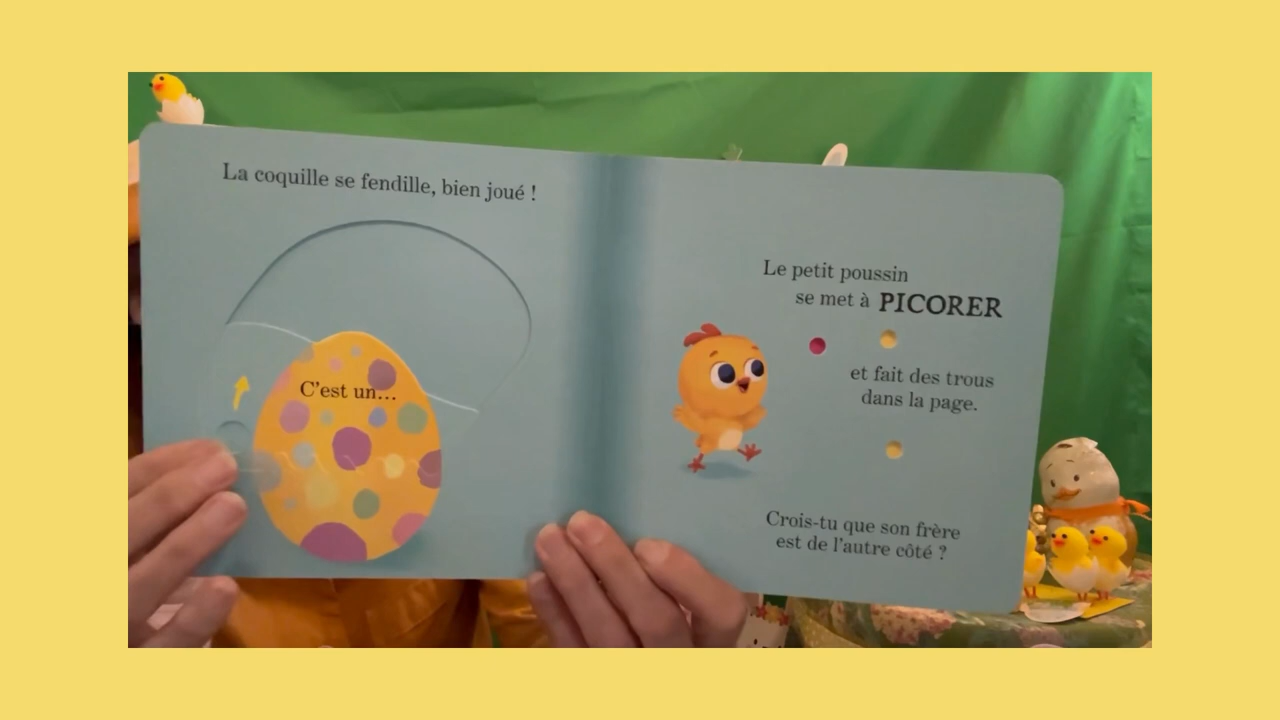 La coquille se fendille, bien joué !
C'est un...
Le petit poussin
se met à PICORER
et fait des trous
dans la page.
Crois-tu que son frère
est de l'autre côté ?